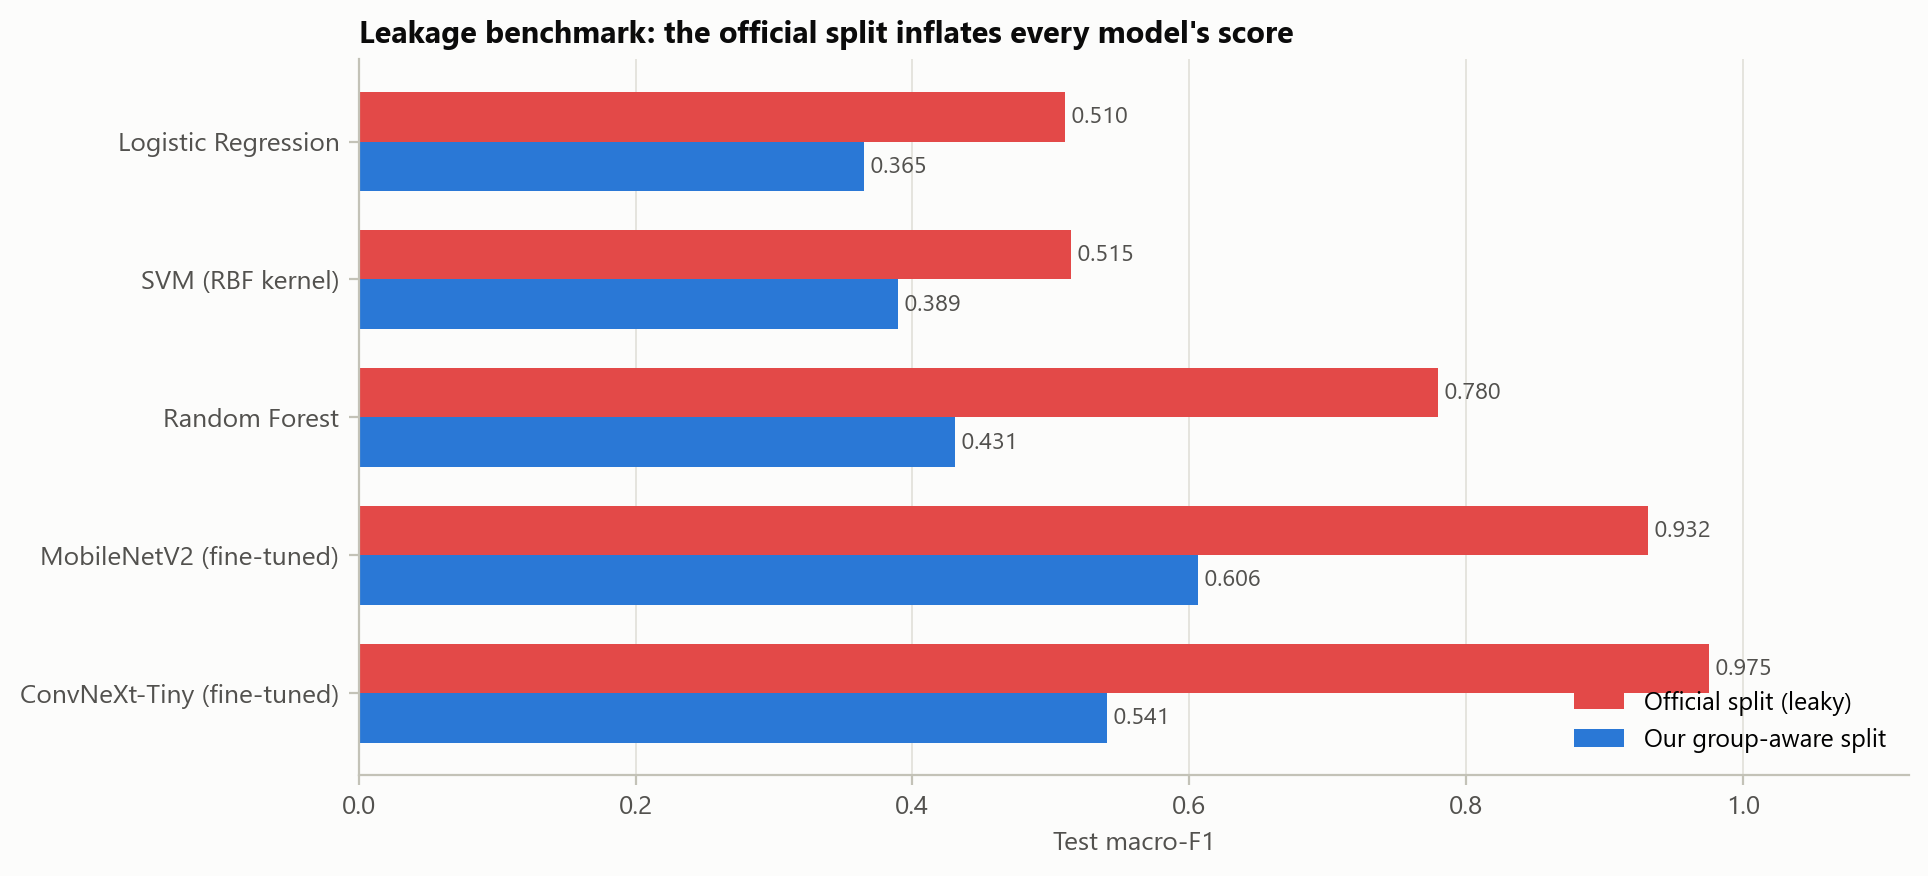 Leakage benchmark: the official split inflates every model's score
Logistic Regression
0.510
0.365
SVM (RBF kernel)
0.515
0.389
Random Forest
0.780
0.431
MobileNetV2 (fine-tuned)
0.932
0.606
ConvNeXt-Tiny (fine-tuned)
0.975
0.541
Official split (leaky)
Our group-aware split
0.0 0.2 0.4 0.6 0.8 1.0
Test macro-F1